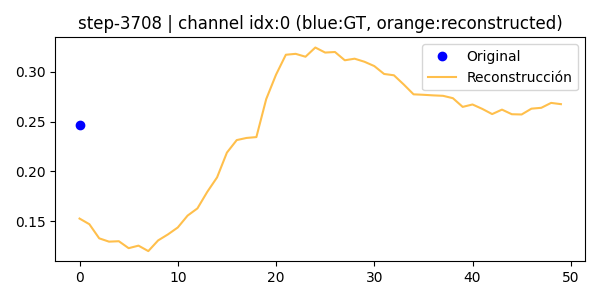 step-3708 | channel idx:0 (blue:GT, orange:reconstructed)
Original
Reconstrucción
0.30
0.25
0.20
0.15
0 10 20 30 40 50